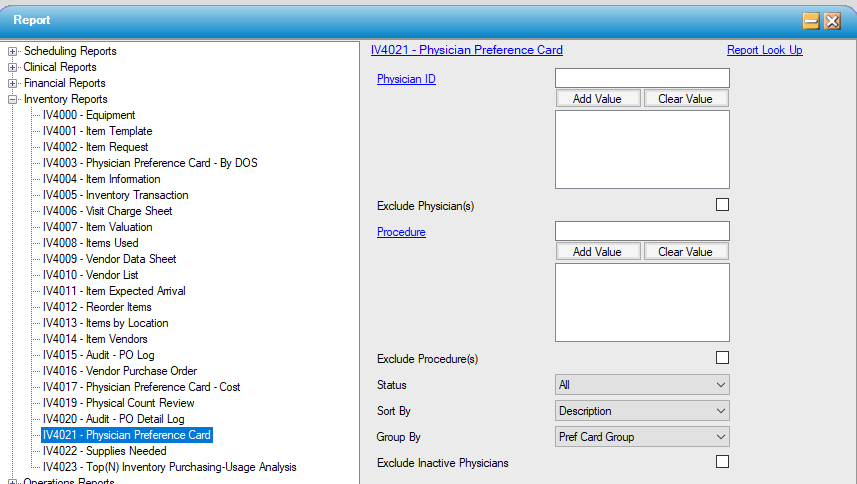 Report
Scheduling Reports
Clinical Reports
Financial Reports
Inventory Reports
IV4000 - Equipment
IV4001 - Item Template
IV4002 - Item Request
IV4003 - Physician Preference Card - By DOS
IV4004 - Item Information
IV4005 - Inventory Transaction
IV4006 - Visit Charge Sheet
IV4007 - Item Valuation
IV4008 - Items Used
IV4009 - Vendor Data Sheet
IV4010 - Vendor List
IV4011 - Item Expected Arrival
IV4012 - Reorder Items
IV4013 - Items by Location
IV4014 - Item Vendors
IV4015 - Audit - PO Log
IV4016 - Vendor Purchase Order
IV4017 - Physician Preference Card - Cost
IV4019 - Physical Count Review
IV4020 - Audit - PO Detail Log
IV4021 - Physician Preference Card
IV4022 - Supplies Needed
IV4023 - Top(N) Inventory Purchasing-Usage Analysis
Operations Reports
IV4021 - Physician Preference Card
Report Look Up
Physician ID
Add Value
Clear Value
Exclude Physician(s)
Procedure
Add Value
Clear Value
Exclude Procedure(s)
Status
All
Sort By
Description
Group By
Pref Card Group
Exclude Inactive Physicians